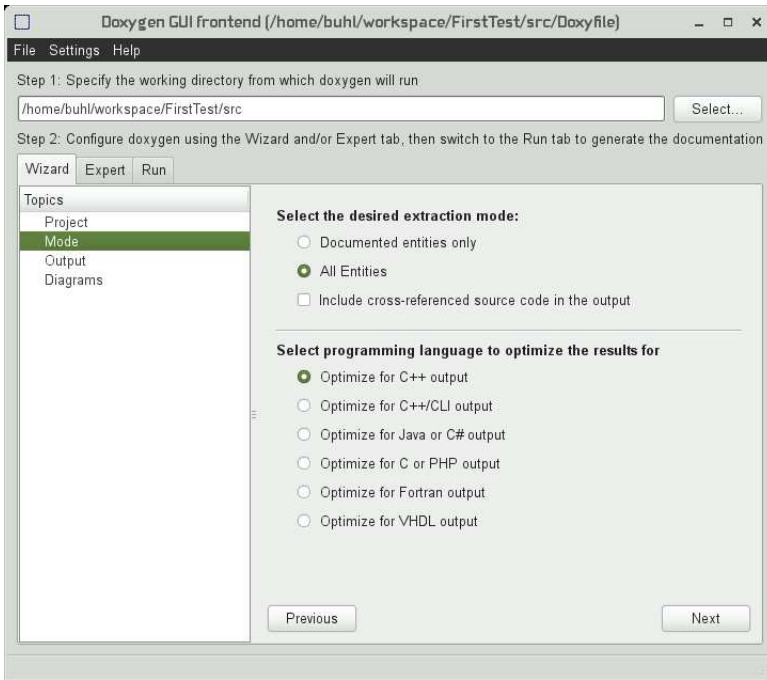 Doxygen GUI frontend (/home/buhl/workspace/FirstTest/src/Doxyfile)
File Settings Help
Step 1: Specify the working directory from which doxygen will run
/home/buhl/workspace/FirstTest/src
Select...
Step 2: Configure doxygen using the Wizard and/or Expert tab, then switch to the Run tab to generate the documentation
Wizard Expert Run
Topics
Project
Mode
Output
Diagrams
Select the desired extraction mode:
Documented entities only
All Entities
Include cross-referenced source code in the output
Select programming language to optimize the results for
Optimize for C++ output
Optimize for C++/CLI output
Optimize for Java or C# output
Optimize for C or PHP output
Optimize for Fortran output
Optimize for VHDL output
Previous
Next